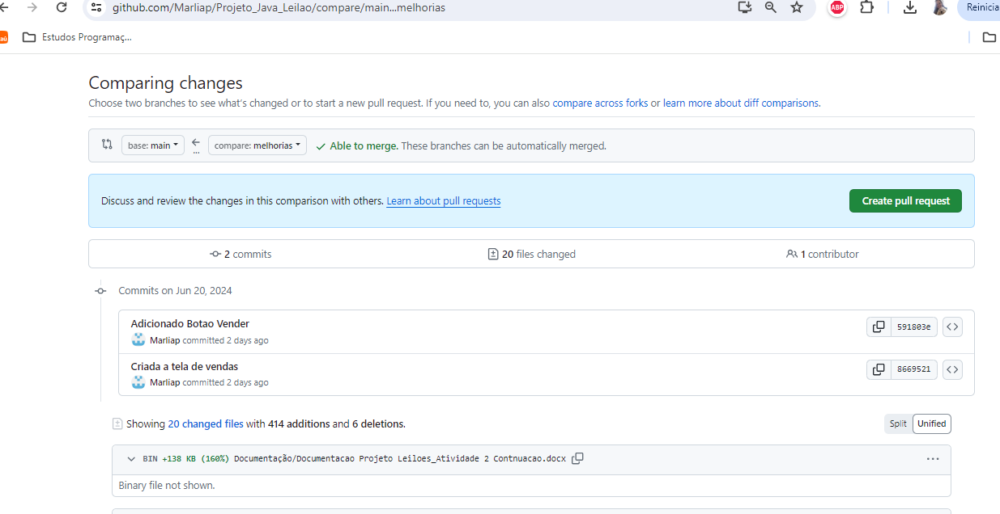 github.com/Marliap/Projeto_Java_Leilao/compare/main...melhorias
ABP
Reinicia
Estudos Programaç...
Comparing changes
Choose two branches to see what's changed or to start a new pull request. If you need to, you can also compare across forks or learn more about diff comparisons.
base: main
...
compare: melhorias
Able to merge. These branches can be automatically merged.
Discuss and review the changes in this comparison with others. Learn about pull requests
Create pull request
2 commits
20 files changed
1 contributor
Commits on Jun 20, 2024
Adicionado Botao Vender
Marliap committed 2 days ago
591803e
Criada a tela de vendas
Marliap committed 2 days ago
8669521
Showing 20 changed files with 414 additions and 6 deletions.
Split
Unified
BIN +138 KB (160%) Documentação/Documentacao Projeto Leiloes_Atividade 2 Contnuacao.docx
Binary file not shown.